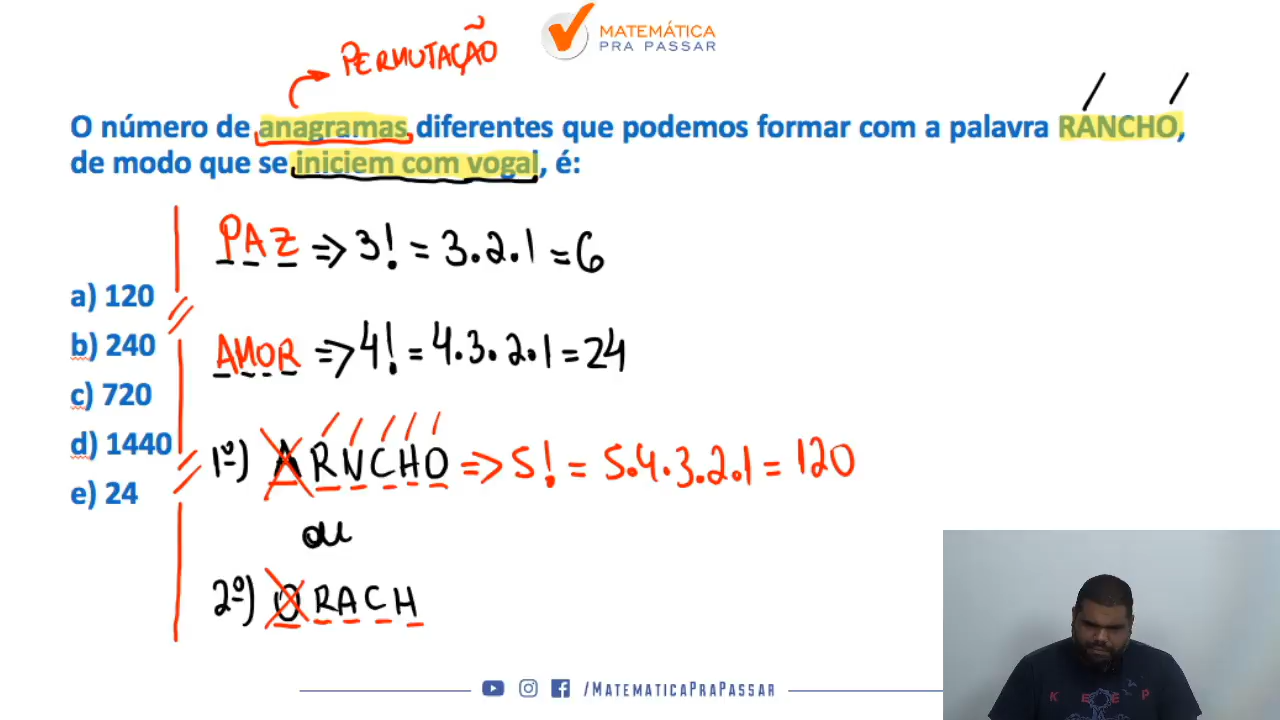 MATEMÁTICA
PRA PASSAR
PERMUTAÇÃO
O número de anagramas diferentes que podemos formar com a palavra RANCHO,
de modo que se iniciem com vogal, é:
PAZ => 3! = 3.2.1 = 6
a) 120
b) 240
AMOR => 4! = 4.3.2.1 = 24
c) 720
d) 1440
1º) A RNCHO => 5! = 5.4.3.2.1 = 120
e) 24
ou
2º) O RACH
/MATEMATICAPRAPASSAR
K E E P